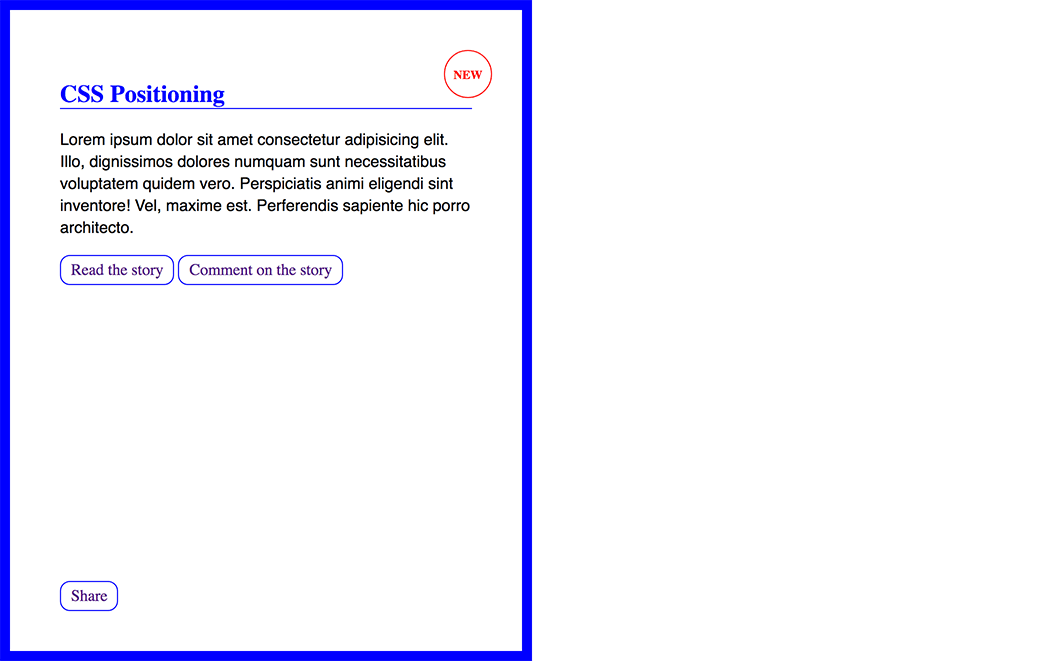 NEW
CSS Positioning
Lorem ipsum dolor sit amet consectetur adipisicing elit.
Illo, dignissimos dolores numquam sunt necessitatibus
voluptatem quidem vero. Perspiciatis animi eligendi sint
inventore! Vel, maxime est. Perferendis sapiente hic porro
architecto.
Read the story Comment on the story
Share